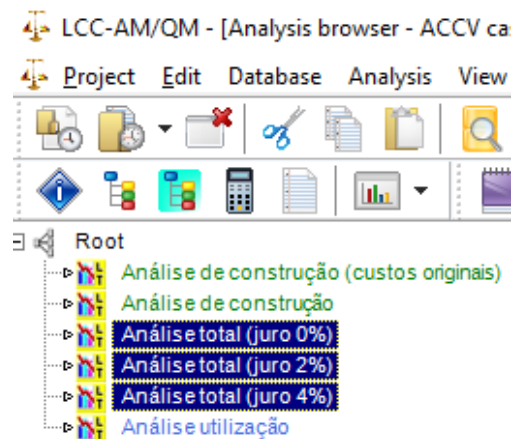 LCC-AM/QM - [Analysis browser - ACCV ca
Project Edit Database Analysis View
Root
Análise de construção (custos originais)
Análise de construção
Análise total (juro 0%)
Análise total (juro 2%)
Análise total (juro 4%)
Análise utilização